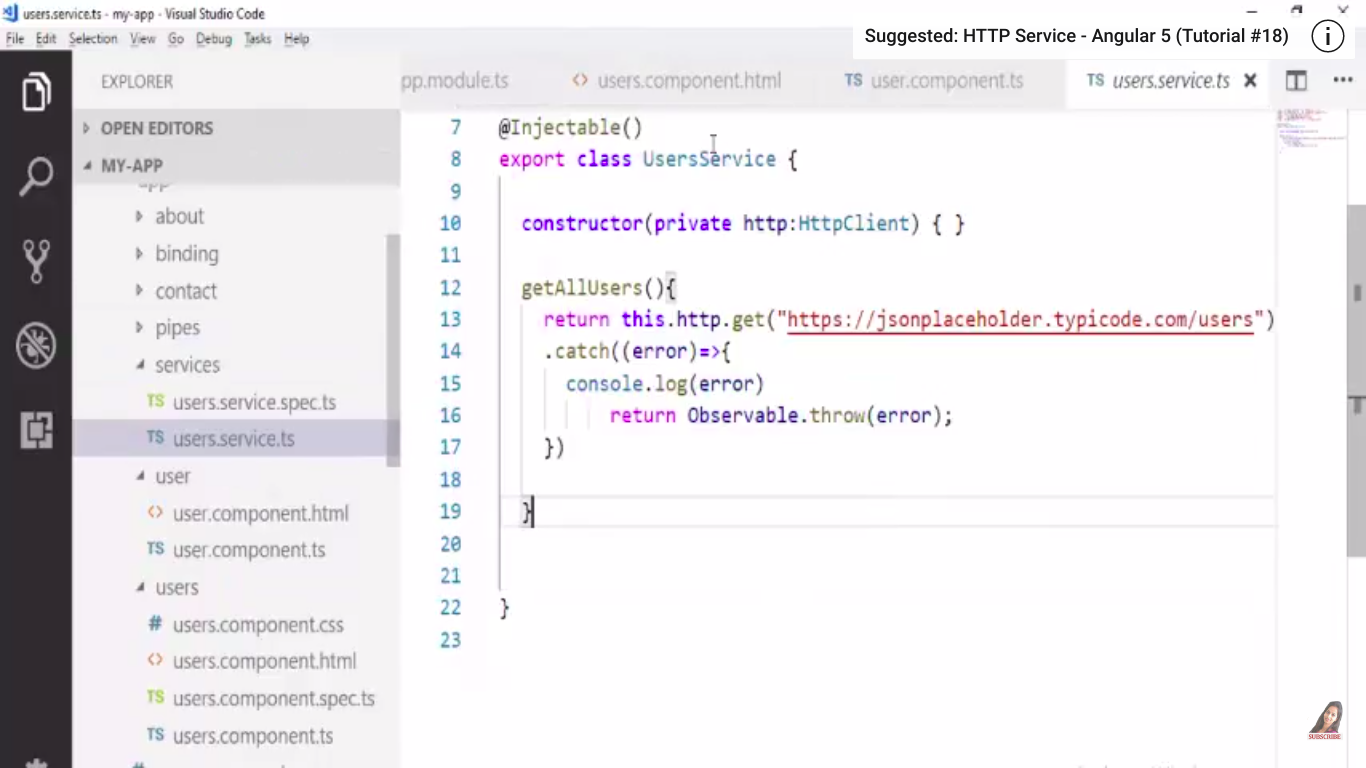 users.service.ts - my-app - Visual Studio Code
File Edit Selection View Go Debug Tasks Help
Suggested: HTTP Service - Angular 5 (Tutorial #18)
EXPLORER
pp.module.ts
<> users.component.html
TS user.component.ts
TS users.service.ts
OPEN EDITORS
MY-APP
app
about
binding
contact
pipes
services
TS users.service.spec.ts
TS users.service.ts
user
<> user.component.html
TS user.component.ts
users
# users.component.css
<> users.component.html
TS users.component.spec.ts
TS users.component.ts
7 @Injectable()
8 export class UsersService {
9
10 constructor(private http:HttpClient) { }
11
12 getAllUsers(){
13 return this.http.get("https://jsonplaceholder.typicode.com/users")
14 .catch((error)=>{
15 console.log(error)
16 return Observable.throw(error);
17 })
18
19 }
20
21
22 }
23
SUBSCRIBE